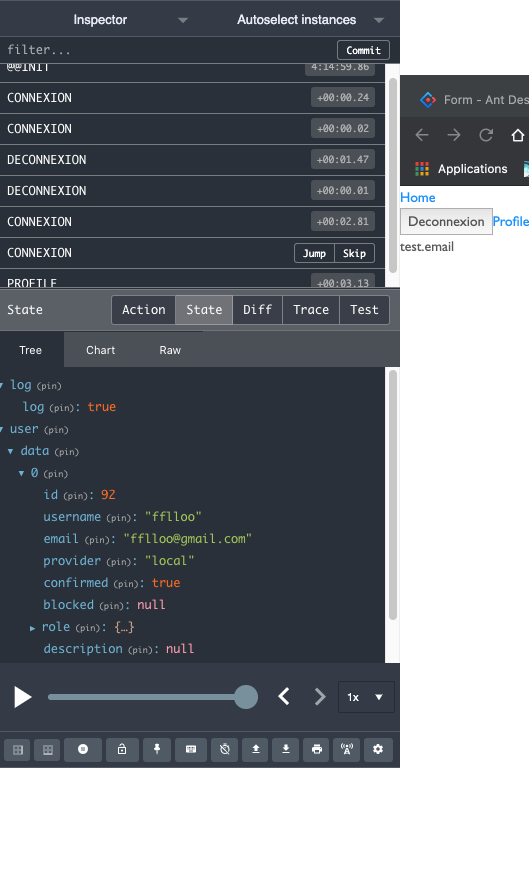 Inspector
Autoselect instances
filter...
Commit
@@INIT
4:14:59.86
CONNEXION
+00:00.24
CONNEXION
+00:00.02
DECONNEXION
+00:01.47
DECONNEXION
+00:00.01
CONNEXION
+00:02.81
CONNEXION
Jump
Skip
PROFILE
+00:03.13
State
Action
State
Diff
Trace
Test
Tree
Chart
Raw
log (pin)
log (pin): true
user (pin)
data (pin)
0 (pin)
id (pin): 92
username (pin): "fflloo"
email (pin): "fflloo@gmail.com"
provider (pin): "local"
confirmed (pin): true
blocked (pin): null
role (pin): {…}
description (pin): null
1x
Form - Ant Des
Applications
Home
Deconnexion
Profile
test.email